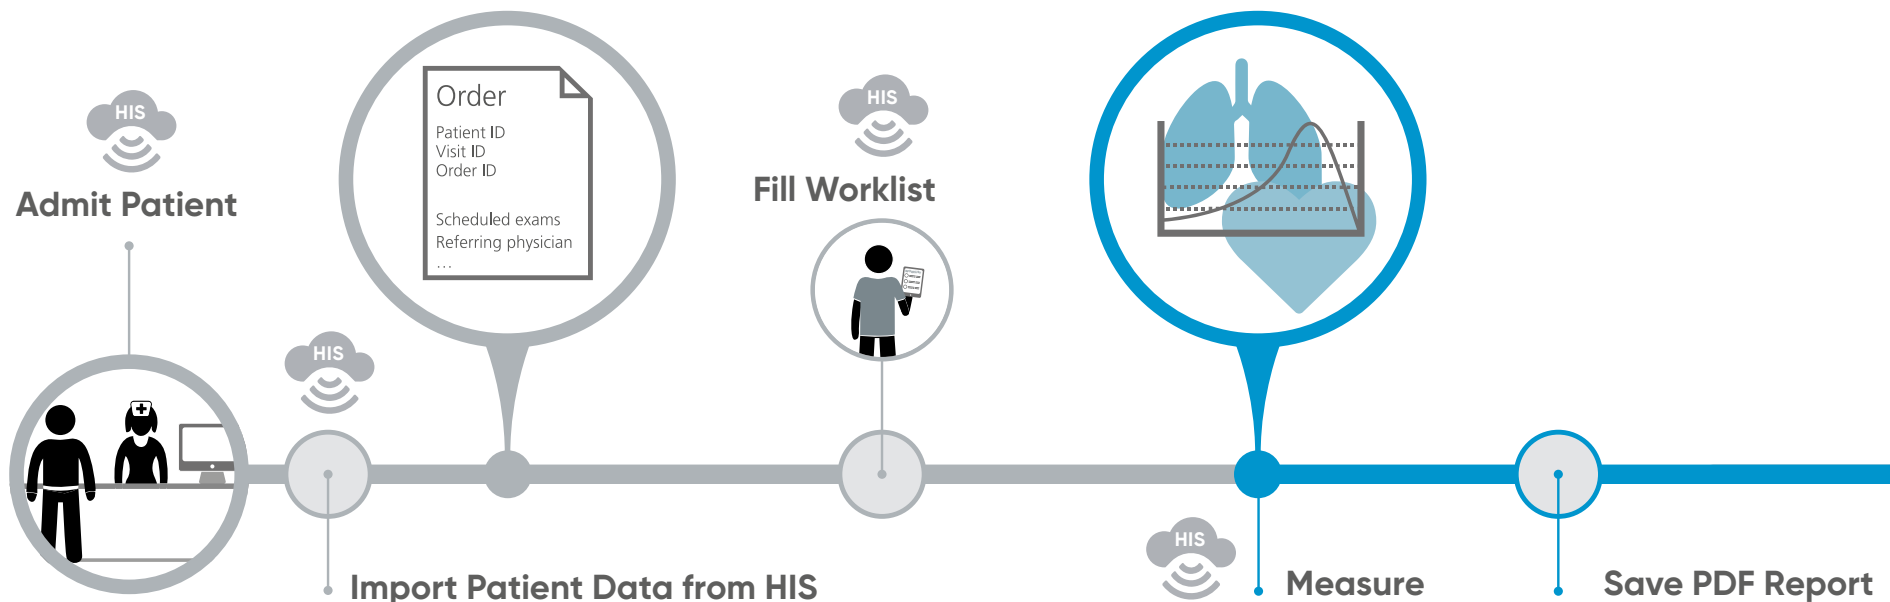 HIS
Admit Patient
HIS
Order
Patient ID
Visit ID
Order ID
Scheduled exams
Referring physician
...
HIS
Fill Worklist
Import Patient Data from HIS
HIS
Measure
Save PDF Report